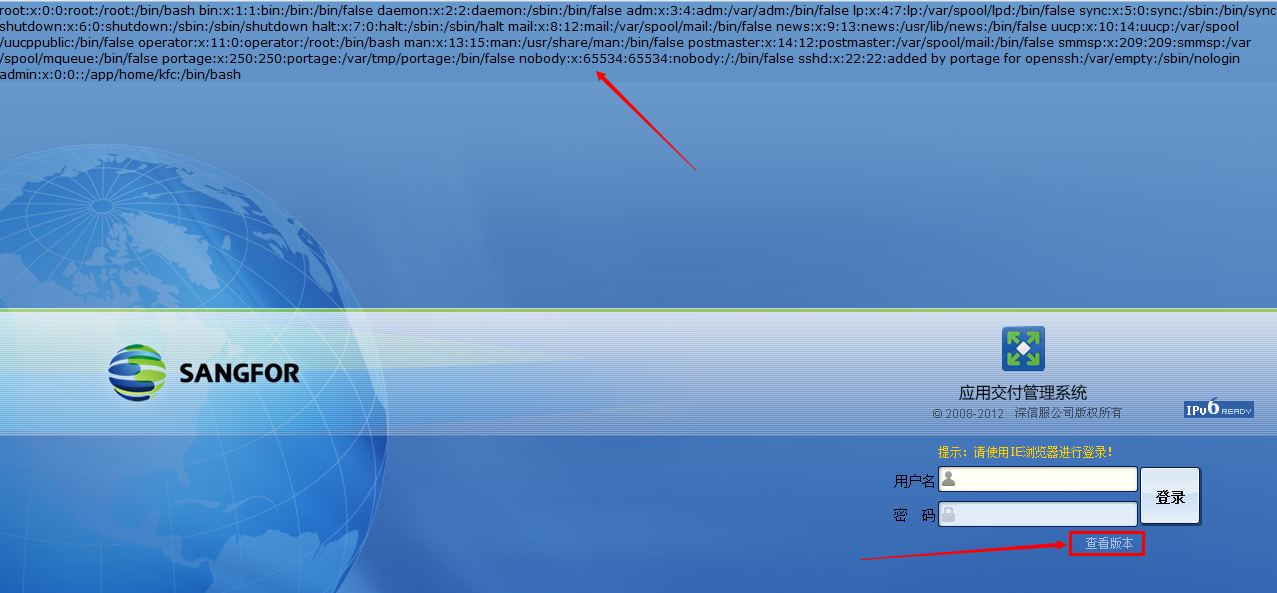 root:x:0:0:root:/root:/bin/bash bin:x:1:1:bin:/bin:/bin/false daemon:x:2:2:daemon:/sbin:/bin/false adm:x:3:4:adm:/var/adm:/bin/false lp:x:4:7:lp:/var/spool/lpd:/bin/false sync:x:5:0:sync:/sbin:/bin/sync
shutdown:x:6:0:shutdown:/sbin:/sbin/shutdown halt:x:7:0:halt:/sbin:/sbin/halt mail:x:8:12:mail:/var/spool/mail:/bin/false news:x:9:13:news:/usr/lib/news:/bin/false uucp:x:10:14:uucp:/var/spool
/uucppublic:/bin/false operator:x:11:0:operator:/root:/bin/bash man:x:13:15:man:/usr/share/man:/bin/false postmaster:x:14:12:postmaster:/var/spool/mail:/bin/false smmsp:x:209:209:smmsp:/var
/spool/mqueue:/bin/false portage:x:250:250:portage:/var/tmp/portage:/bin/false nobody:x:65534:65534:nobody:/:/bin/false sshd:x:22:22:added by portage for openssh:/var/empty:/sbin/nologin
admin:x:0:0::/app/home/kfc:/bin/bash
SANGFOR
应用交付管理系统
© 2008-2012 深信服公司版权所有
IPv6 READY
提示：请使用IE浏览器进行登录！
用户名
登录
密 码
查看版本